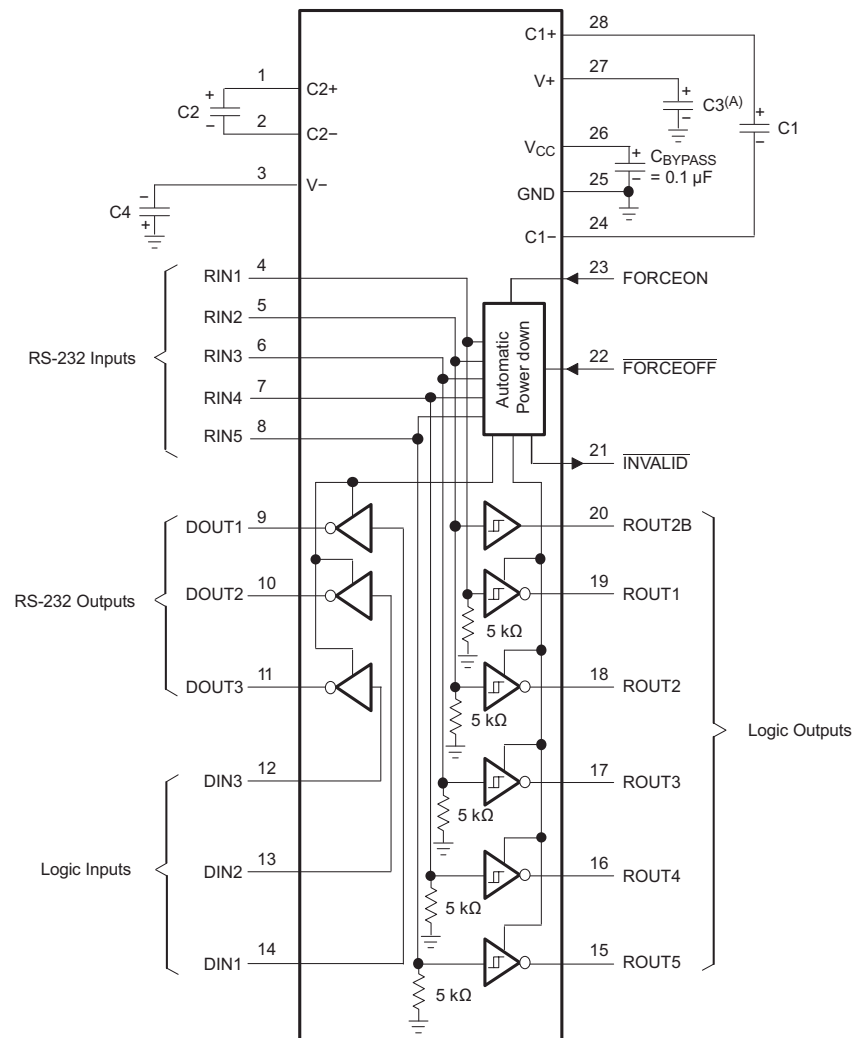 1
C2+
+
C2
−
2
C2−
3
V−
−
C4
+
C1+
28
V+
27
+
C3(A)
−
+
C1
−
26
VCC
+
CBYPASS
= 0.1 µF
−
GND
25
24
C1−
RS-232 Inputs
RIN1
4
RIN2
5
RIN3
6
RIN4
7
RIN5
8
Automatic
Power down
23
FORCEON
22
FORCEOFF
21
INVALID
RS-232 Outputs
DOUT1
9
DOUT2
10
DOUT3
11
Logic Inputs
DIN3
12
DIN2
13
DIN1
14
20
ROUT2B
19
ROUT1
5 kΩ
18
ROUT2
5 kΩ
17
ROUT3
5 kΩ
16
ROUT4
5 kΩ
15
ROUT5
5 kΩ
Logic Outputs